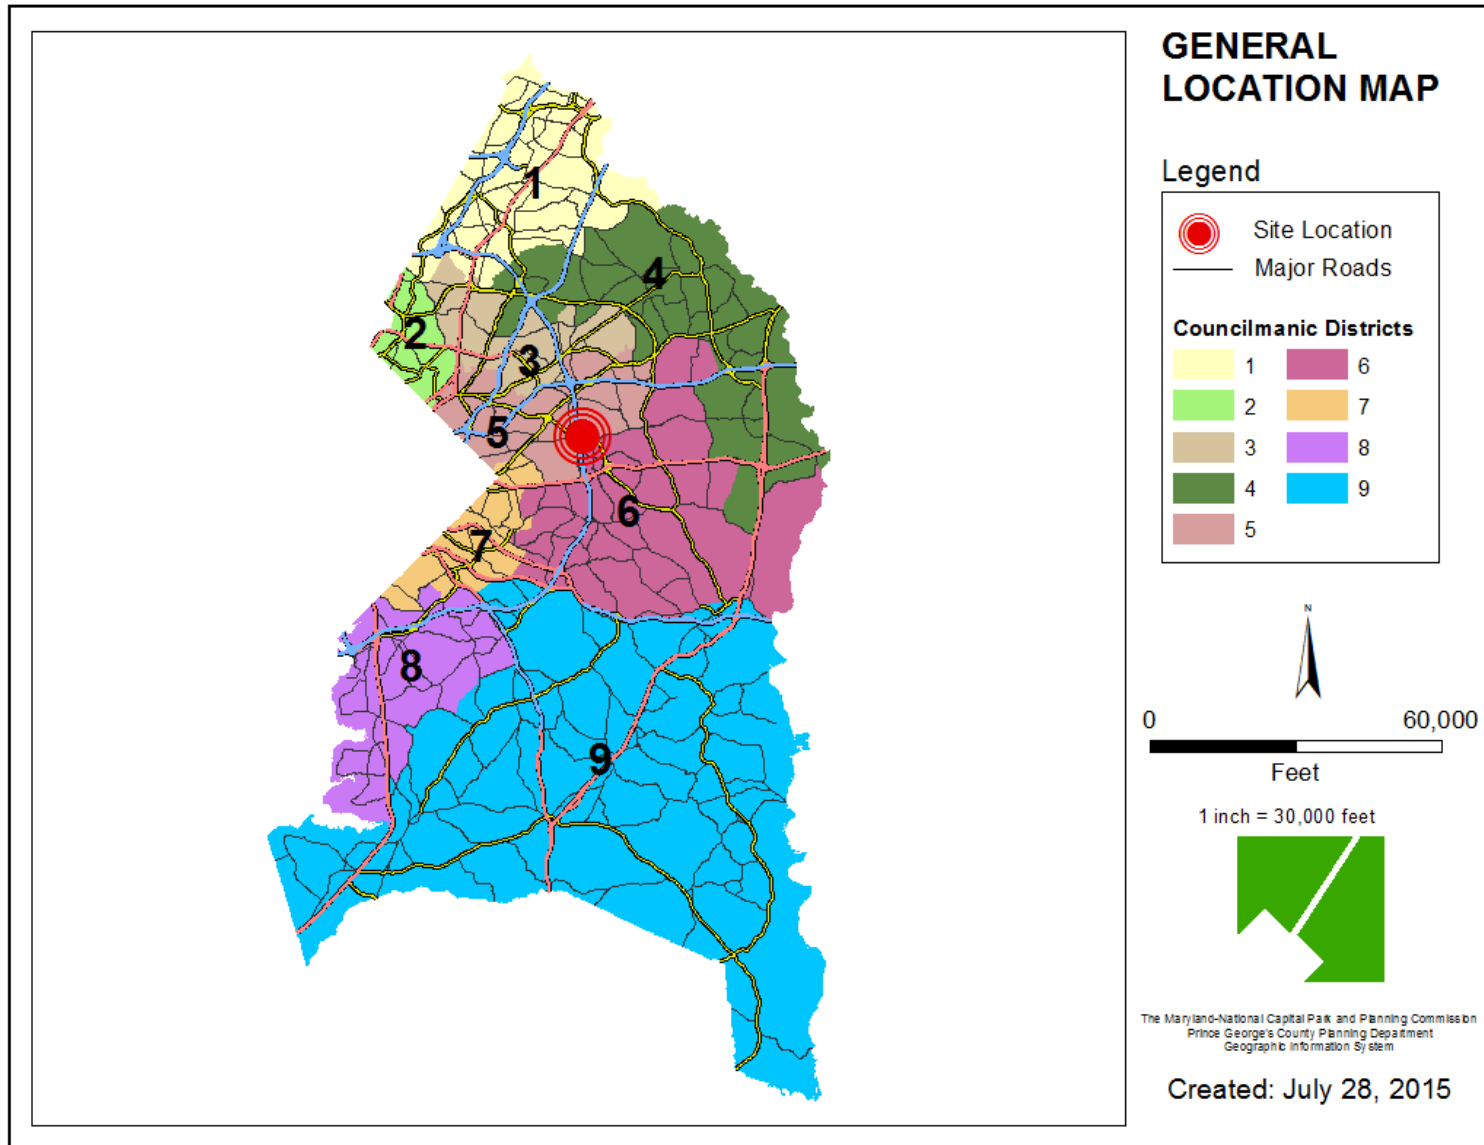 GENERAL
LOCATION MAP
Legend
Site Location
Major Roads
Councilmanic Districts
1 6
2 7
3 8
4 9
5
N
0 60,000
Feet
1 inch = 30,000 feet
The Maryland-National Capital Park and Planning Commission
Prince George's County Planning Department
Geographic Information System
Created: July 28, 2015
1
4
2
3
5
6
7
8
9